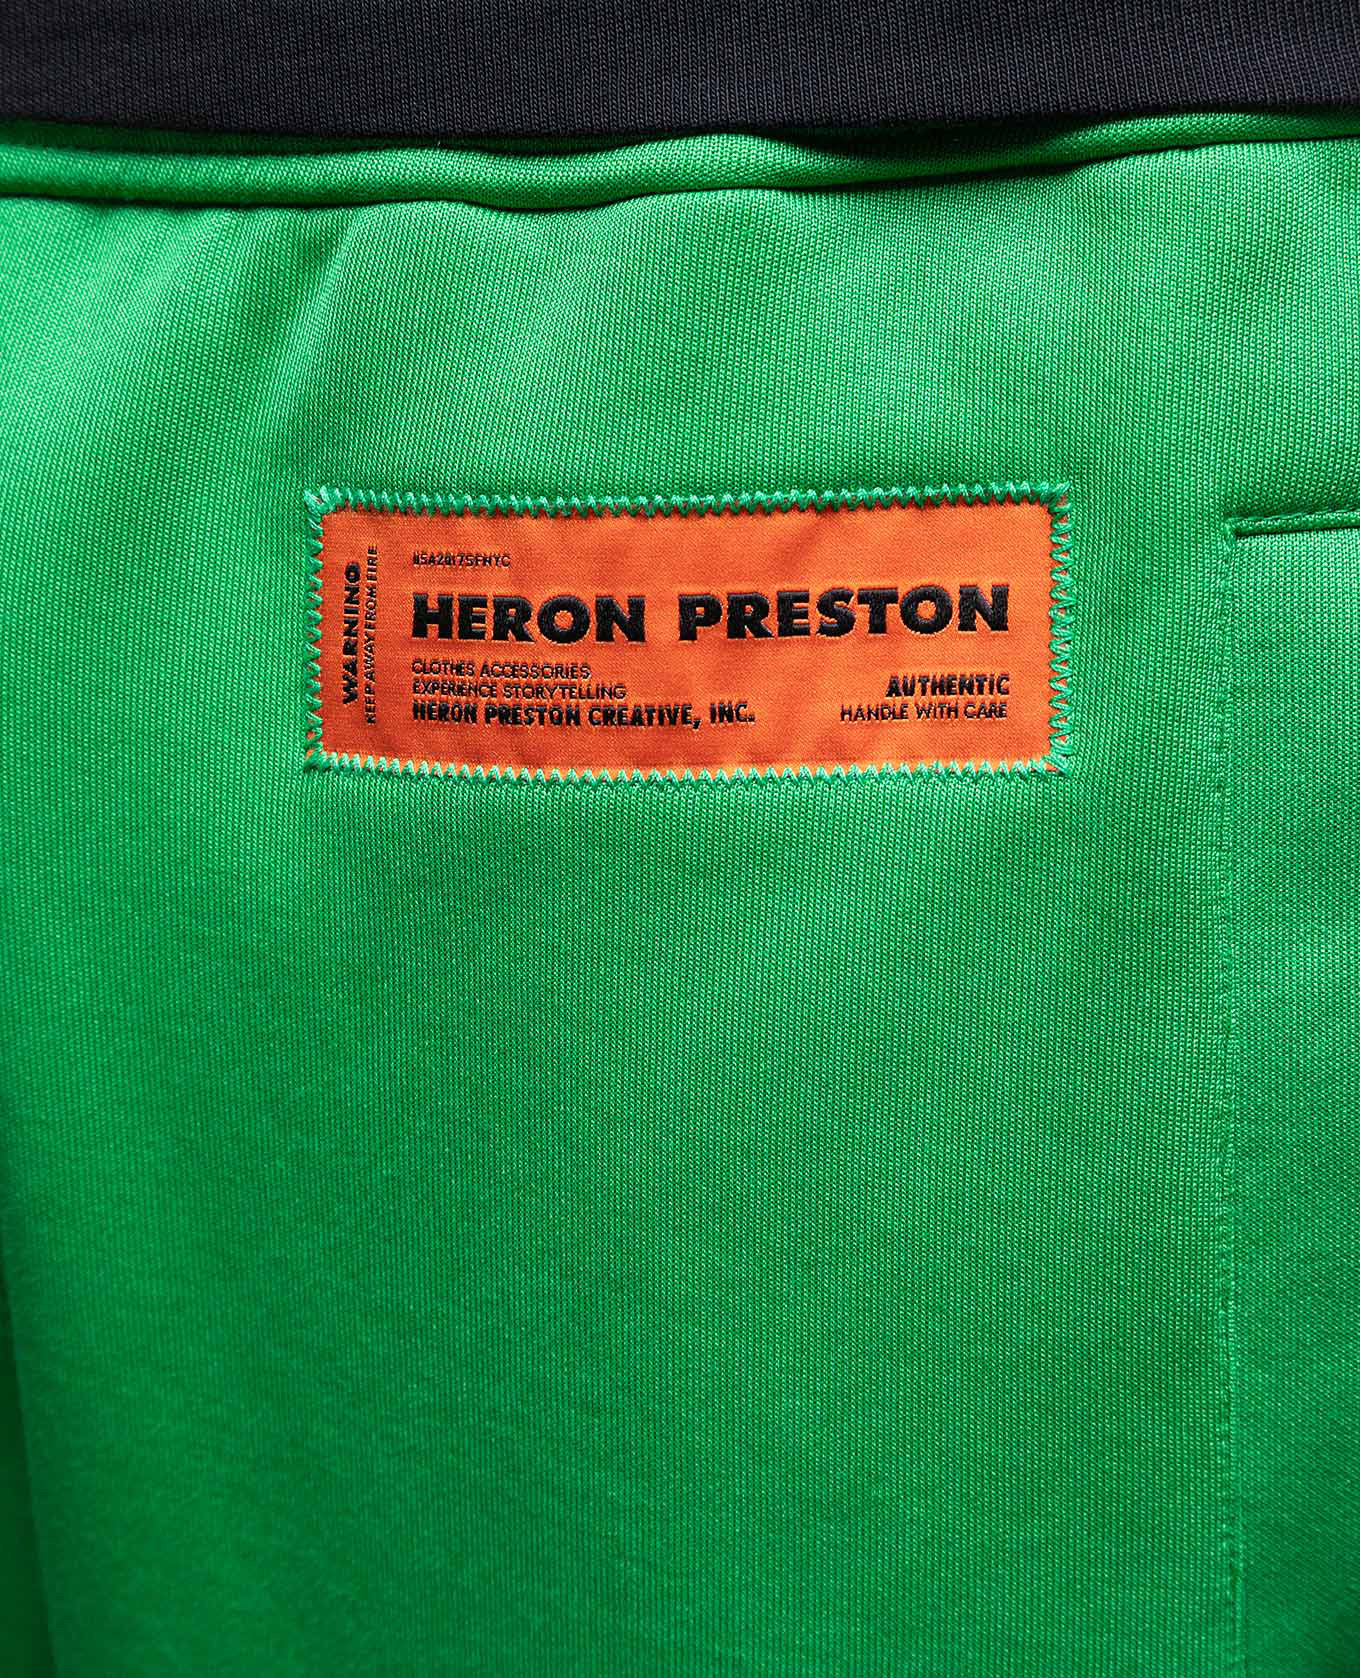 WARNING
KEEP AWAY FROM FIRE
USA2017SFNYC
HERON PRESTON
CLOTHES ACCESSORIES
EXPERIENCE STORYTELLING
HERON PRESTON CREATIVE, INC.
AUTHENTIC
HANDLE WITH CARE